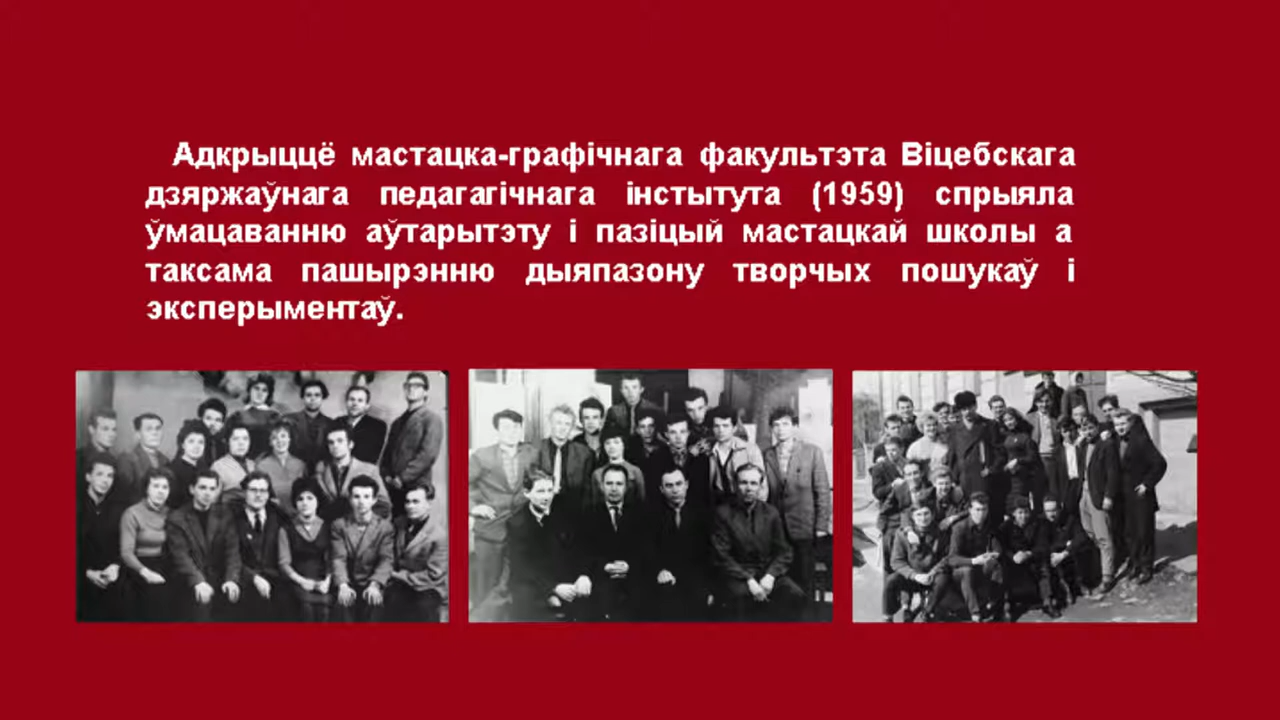 Адкрыццё мастацка-графічнага факультэта Віцебскага
дзяржаўнага педагагічнага інстытута (1959) спрыяла
ўмацаванню аўтарытэту і пазіцый мастацкай школы а
таксама пашырэнню дыяпазону творчых пошукаў і
эксперыментаў.